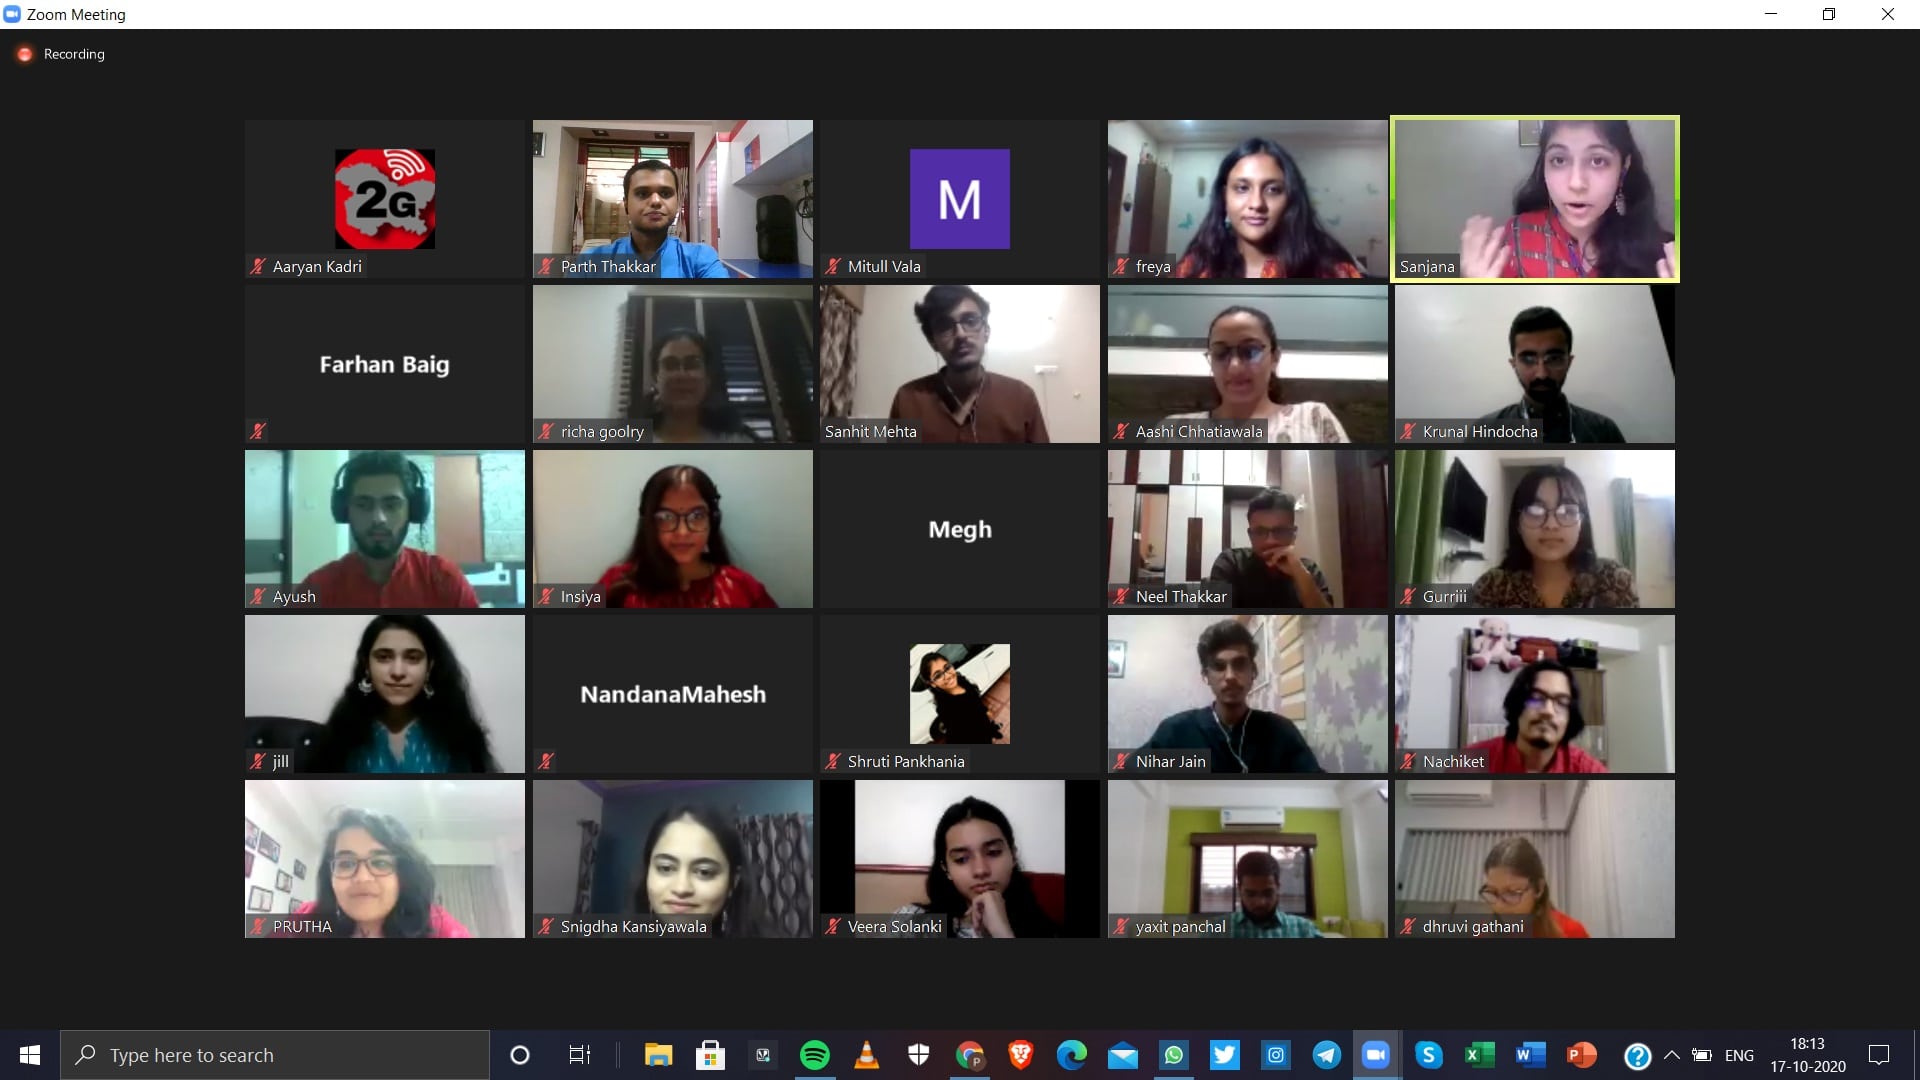 Zoom Meeting
Recording
2G
Aaryan Kadri
Parth Thakkar
M
Mitull Vala
freya
Sanjana
Farhan Baig
richa goolry
Sanhit Mehta
Aashi Chhatiawala
Krunal Hindocha
Ayush
Insiya
Megh
Neel Thakkar
Gurriii
jill
NandanaMahesh
Shruti Pankhania
Nihar Jain
Nachiket
PRUTHA
Snigdha Kansiyawala
Veera Solanki
yaxit panchal
dhruvi gathani
Type here to search
ENG
18:13
17-10-2020